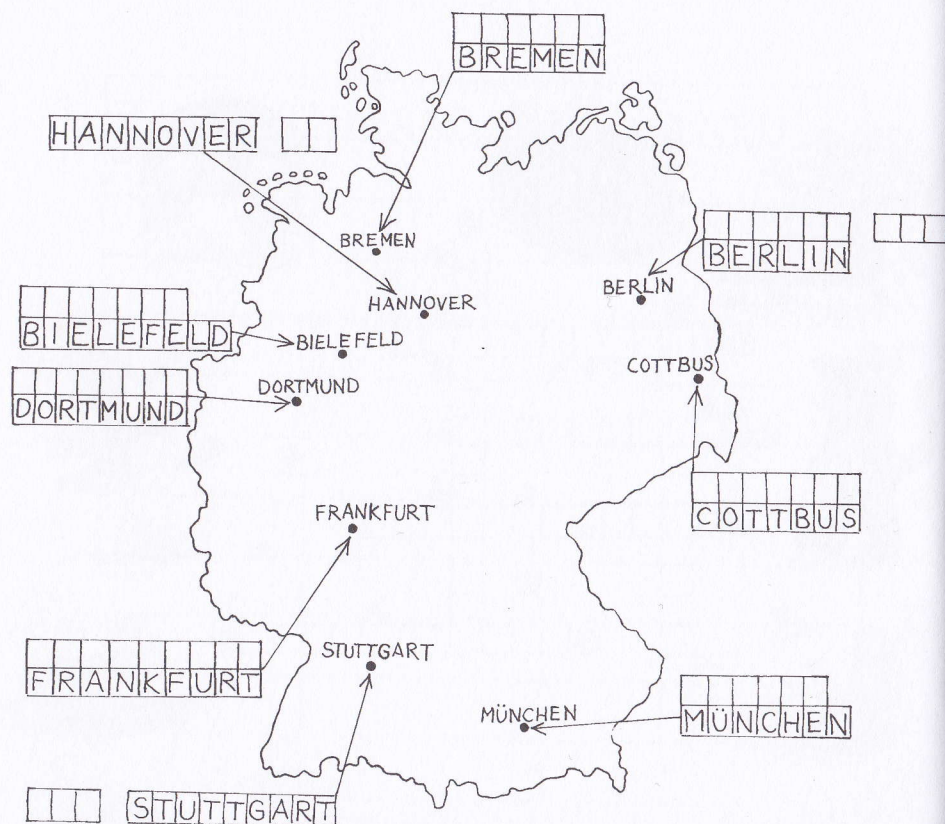 BREMEN
HANNOVER
BREMEN
BERLIN
HANNOVER
BERLIN
BIELEFELD
BIELEFELD
COTTBUS
DORTMUND
DORTMUND
FRANKFURT
COTTBUS
STUTTGART
FRANKFURT
MÜNCHEN
MÜNCHEN
STUTTGART